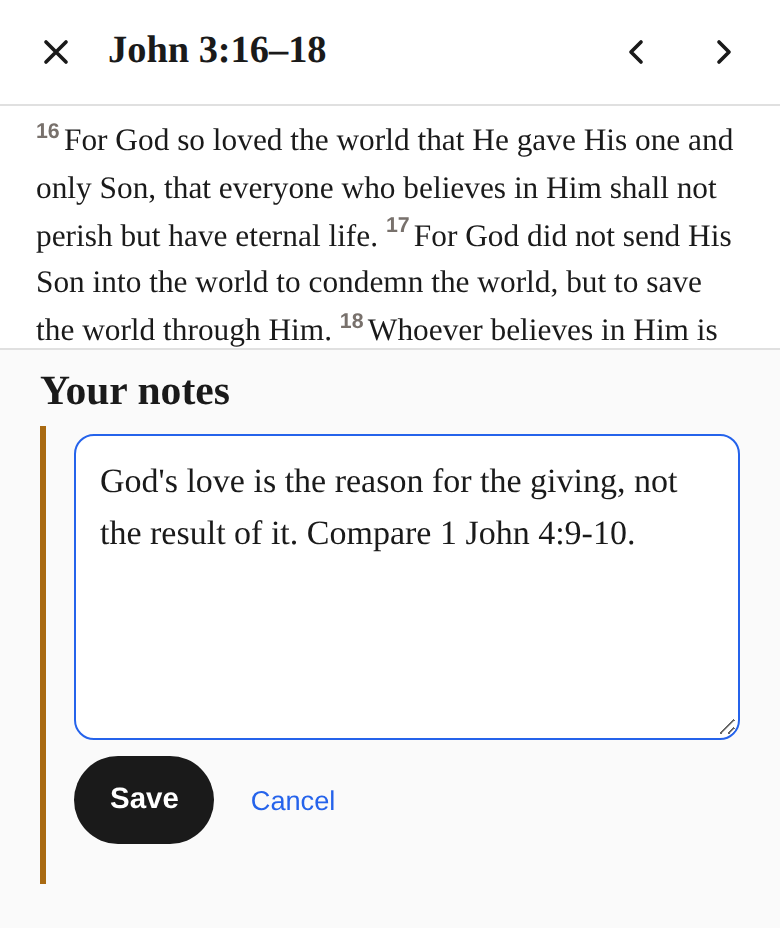 John 3:16–18
16 For God so loved the world that He gave His one and
only Son, that everyone who believes in Him shall not
perish but have eternal life. 17 For God did not send His
Son into the world to condemn the world, but to save
the world through Him. 18 Whoever believes in Him is
Your notes
God's love is the reason for the giving, not
the result of it. Compare 1 John 4:9-10.
Save
Cancel